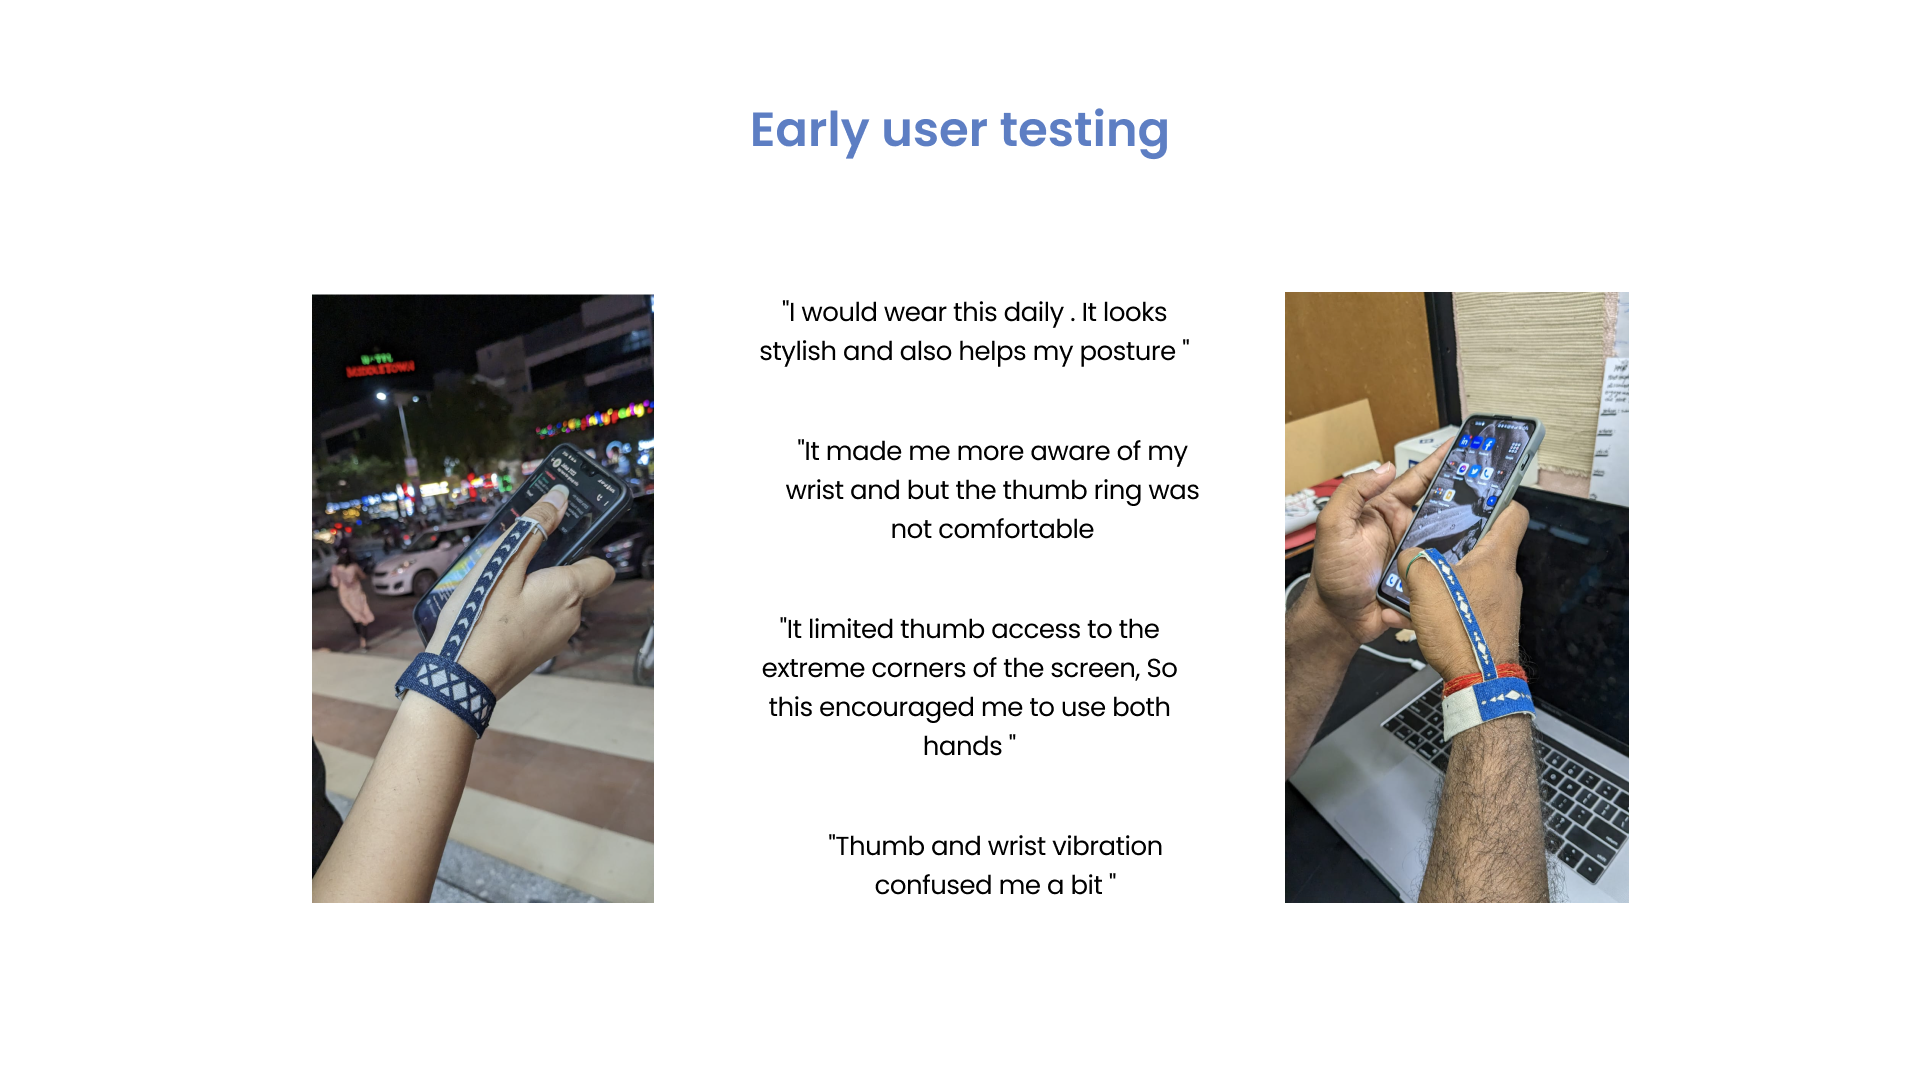 Early user testing
"I would wear this daily . It looks
stylish and also helps my posture "
"It made me more aware of my
wrist and but the thumb ring was
not comfortable
"It limited thumb access to the
extreme corners of the screen, So
this encouraged me to use both
hands "
"Thumb and wrist vibration
confused me a bit "